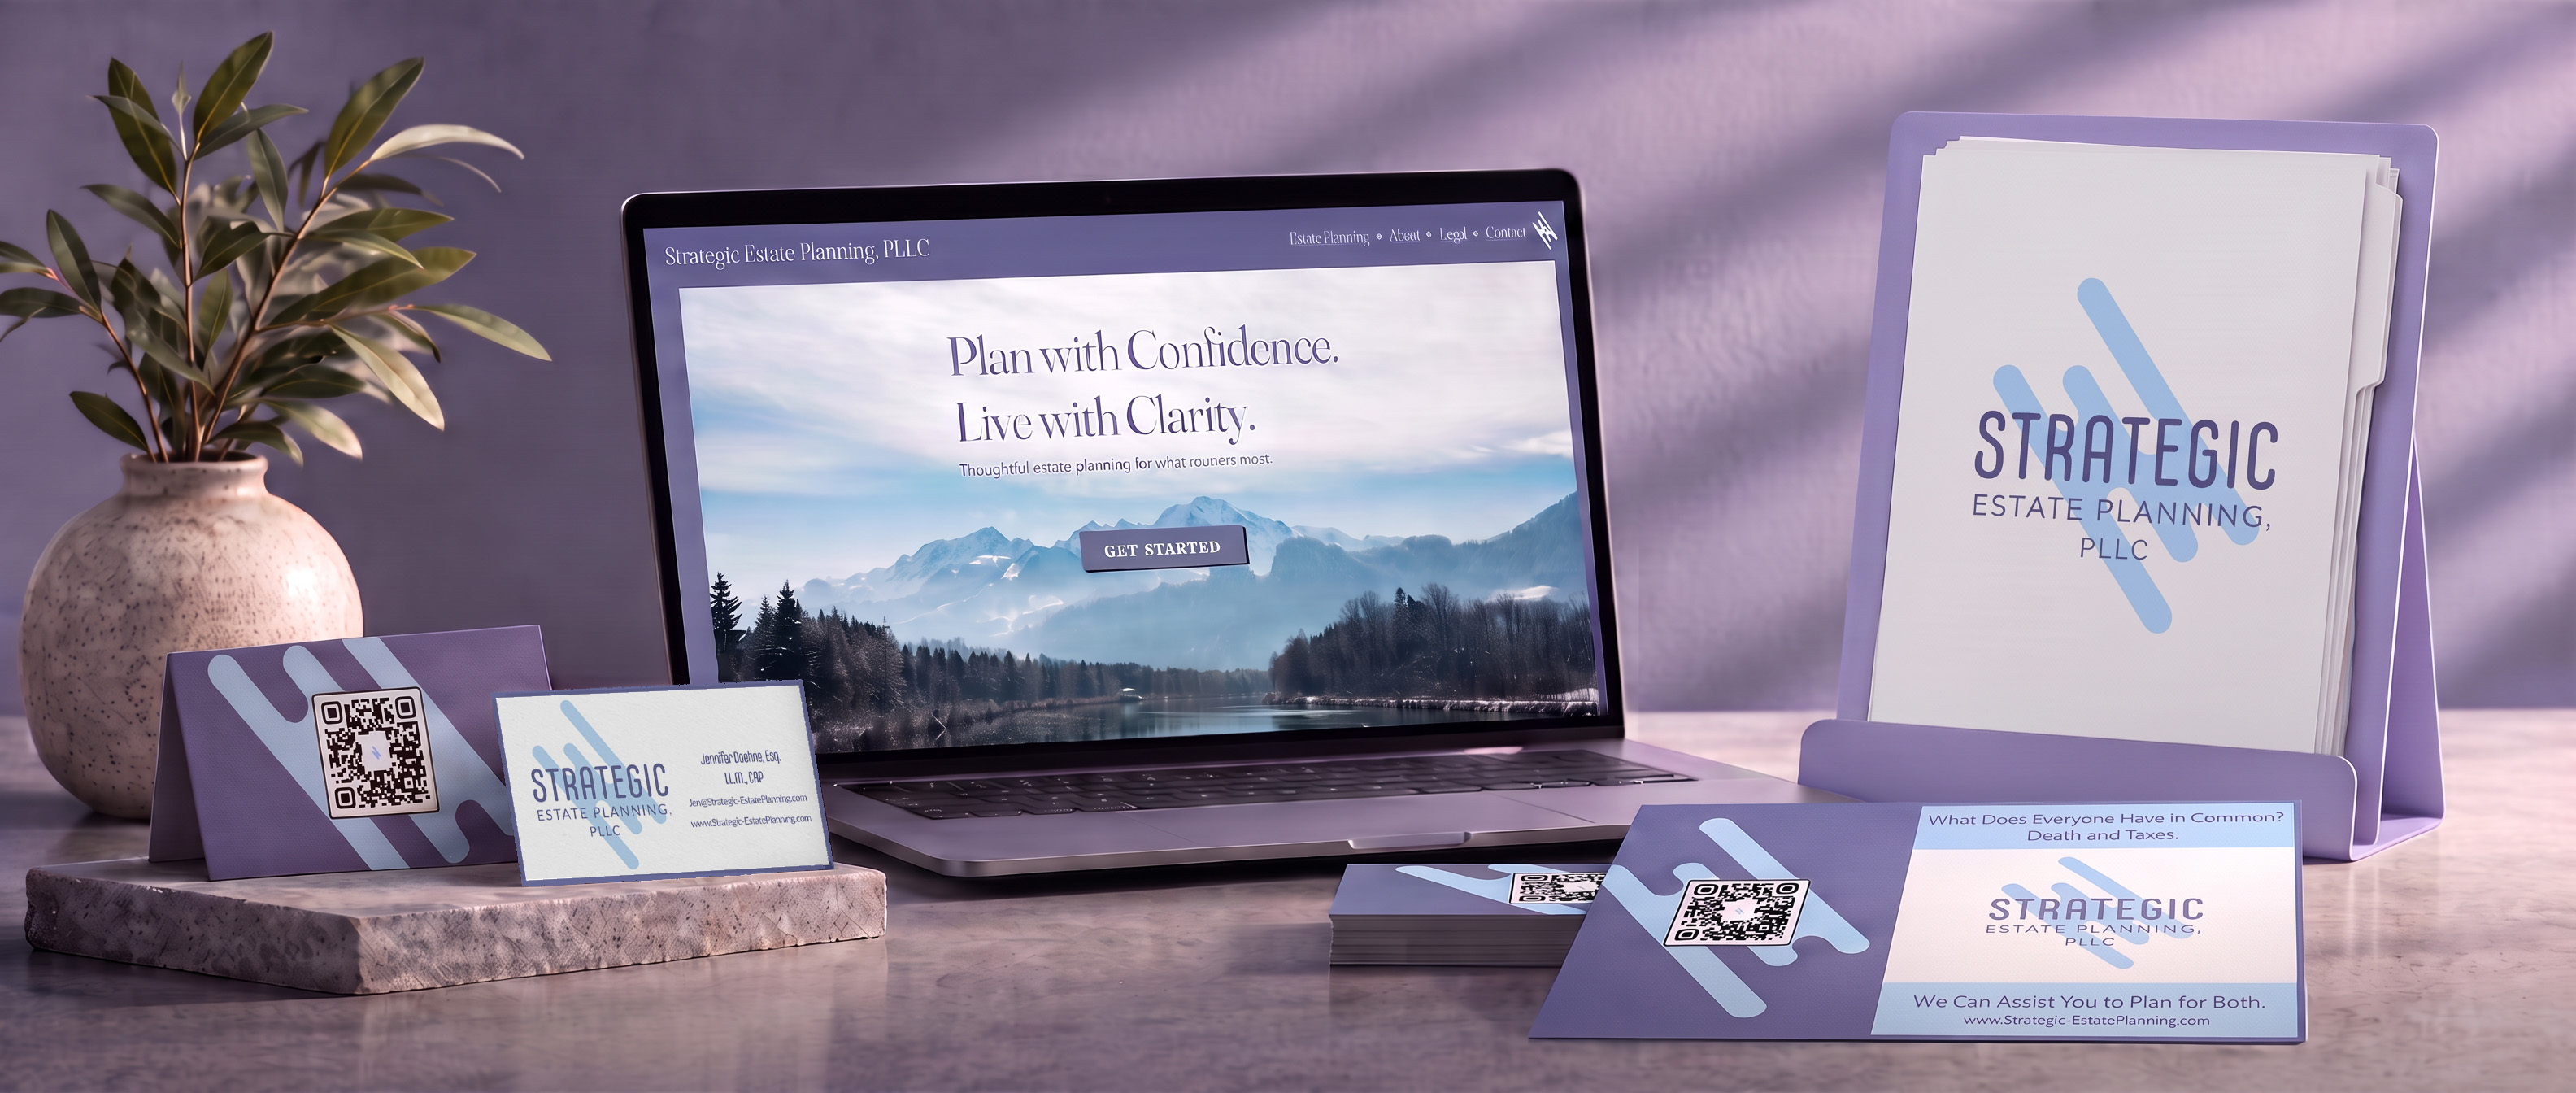 Strategic Estate Planning, PLLC
Estate Planning • About • Legal • Contact
Plan with Confidence.
Live with Clarity.
Thoughtful estate planning for what rouners most.
GET STARTED
STRATEGIC
ESTATE PLANNING,
PLLC
STRATEGIC
ESTATE PLANNING,
PLLC
Jennifer Doehne, Esq.
LL.M., CAP
Jen@Strategic-EstatePlanning.com
www.Strategic-EstatePlanning.com
What Does Everyone Have in Common?
Death and Taxes.
STRATEGIC
ESTATE PLANNING,
PLLC
We Can Assist You to Plan for Both.
www.Strategic-EstatePlanning.com